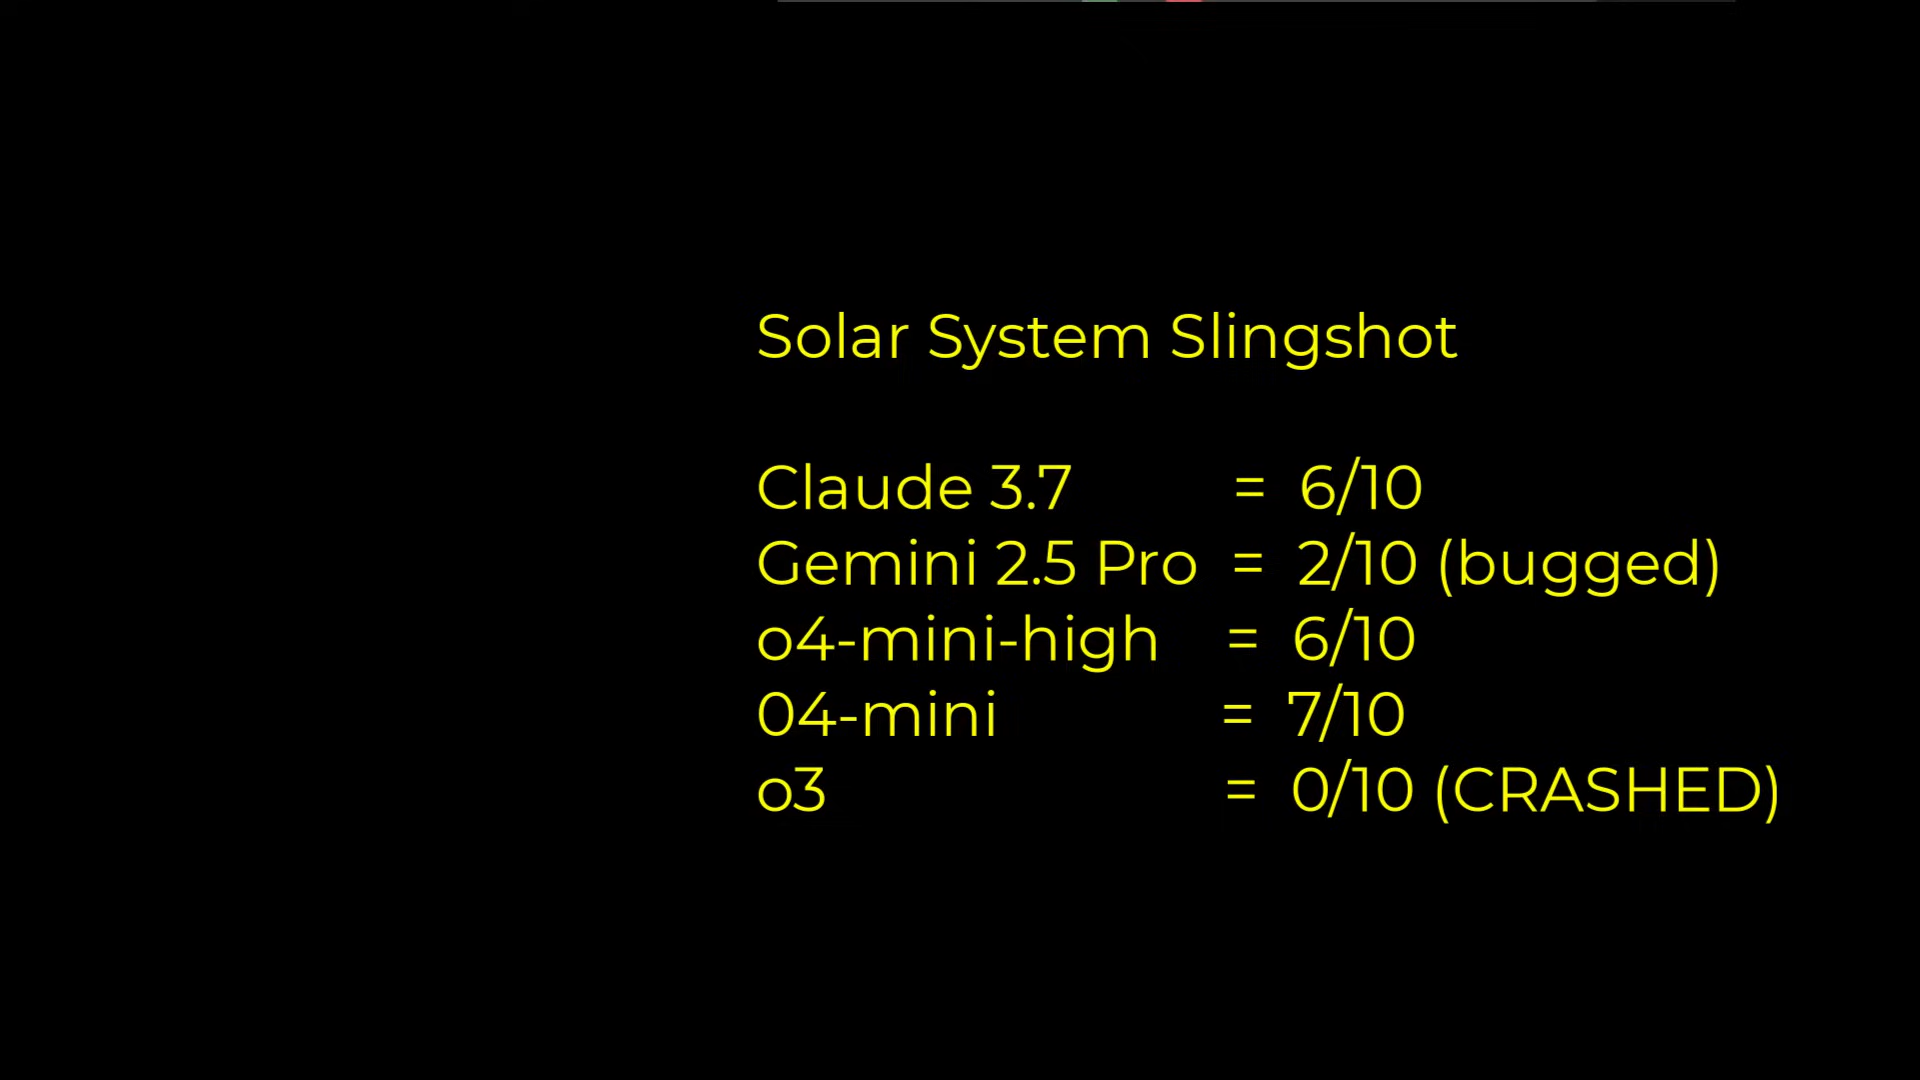 Solar System Slingshot
Claude 3.7 = 6/10
Gemini 2.5 Pro = 2/10 (bugged)
o4-mini-high = 6/10
04-mini = 7/10
o3 = 0/10 (CRASHED)